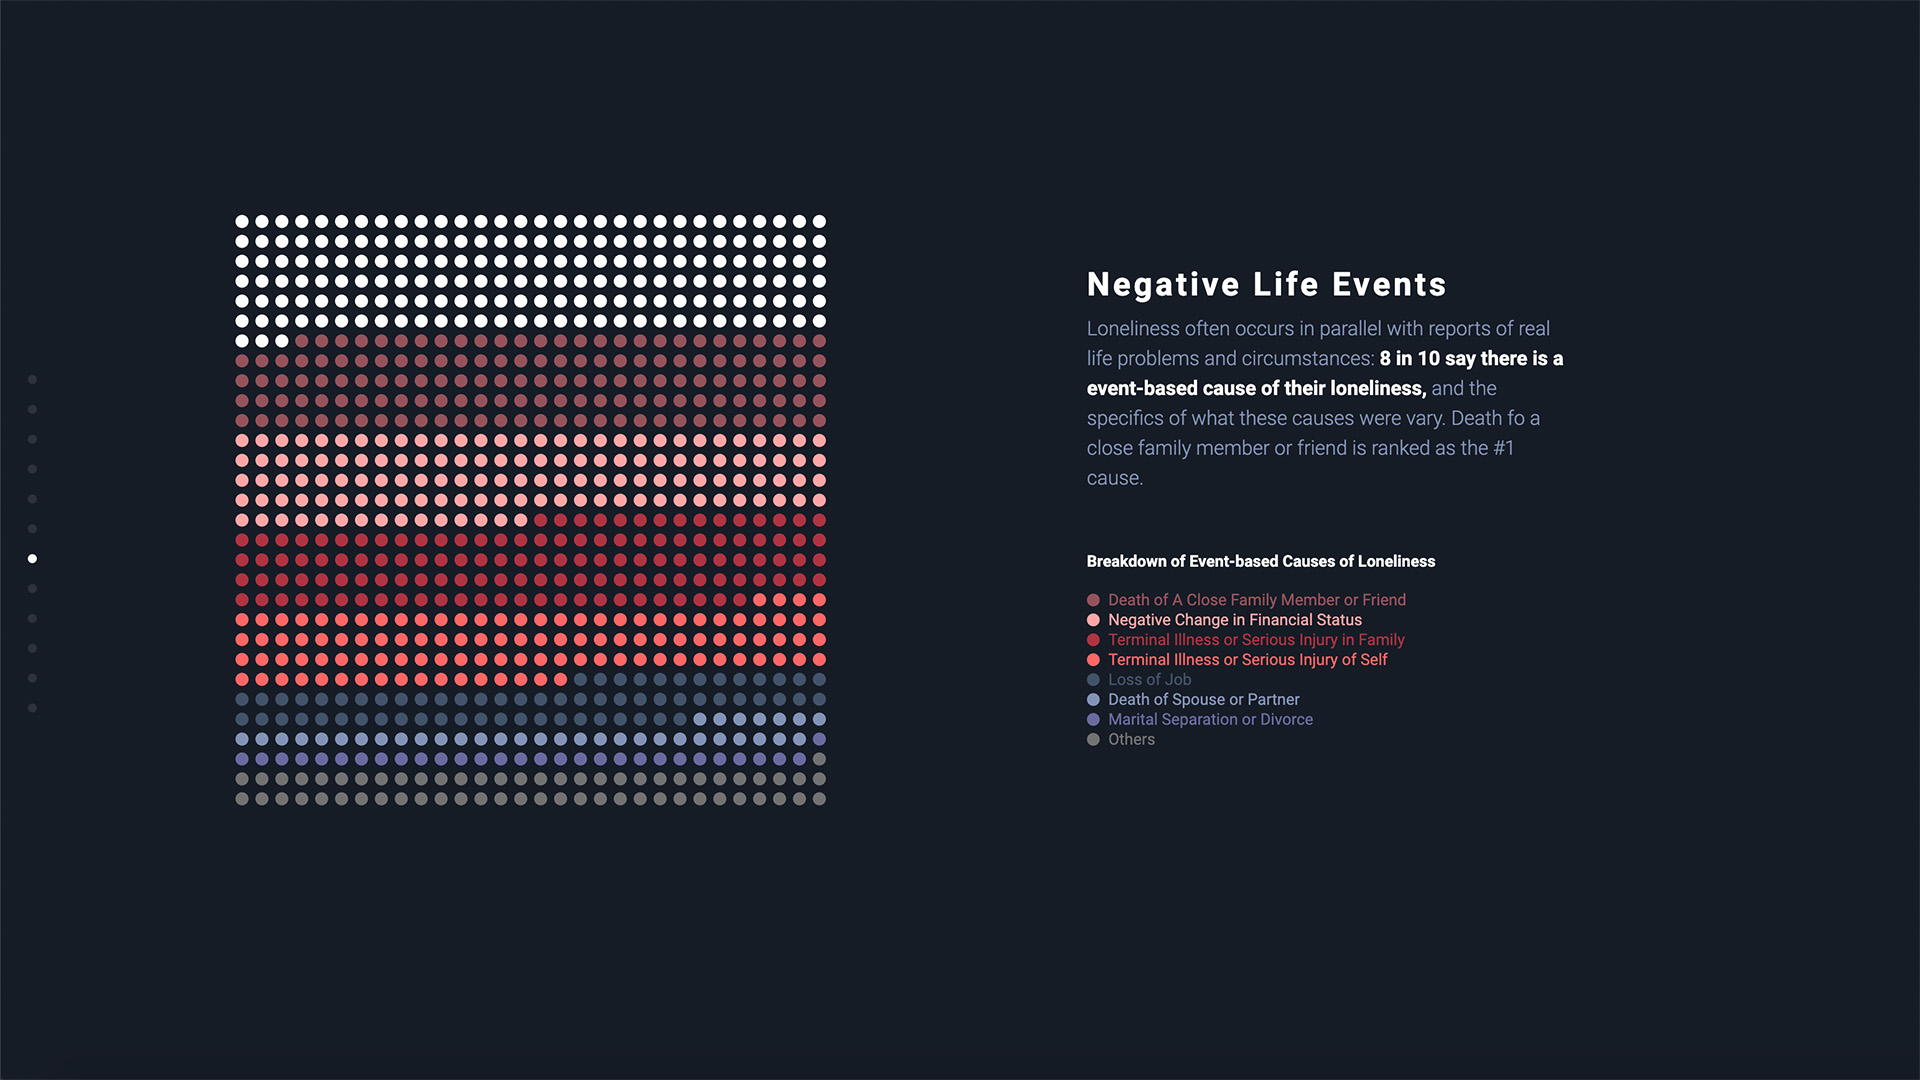 Negative Life Events
Loneliness often occurs in parallel with reports of real
life problems and circumstances: 8 in 10 say there is a
event-based cause of their loneliness, and the
specifics of what these causes were vary. Death fo a
close family member or friend is ranked as the #1
cause.
Breakdown of Event-based Causes of Loneliness
Death of A Close Family Member or Friend
Negative Change in Financial Status
Terminal Illness or Serious Injury in Family
Terminal Illness or Serious Injury of Self
Loss of Job
Death of Spouse or Partner
Marital Separation or Divorce
Others